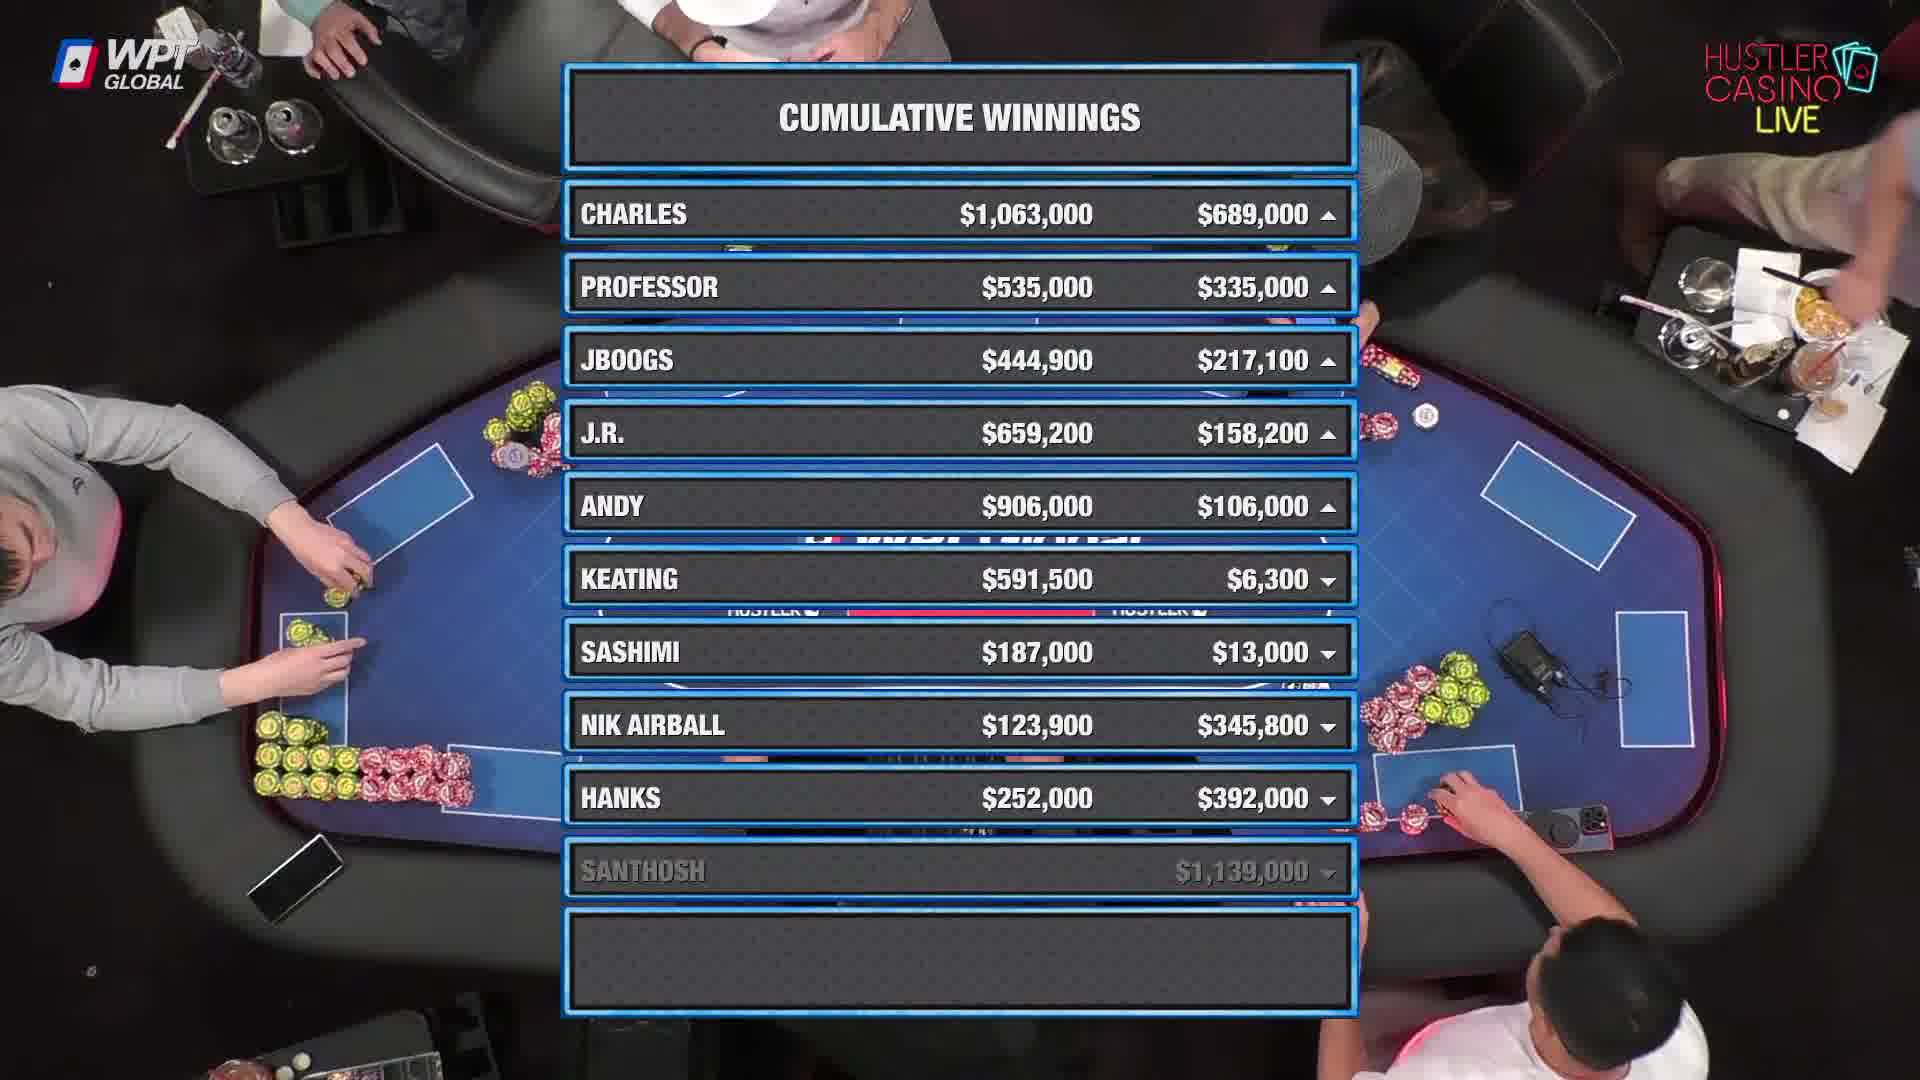 WPT
GLOBAL
HUSTLER
CASINO
LIVE
CUMULATIVE WINNINGS
CHARLES $1,063,000 $689,000
PROFESSOR $535,000 $335,000
JBOOGS $444,900 $217,100
J.R. $659,200 $158,200
ANDY $906,000 $106,000
KEATING $591,500 $6,300
HUSTLER HUSTLER
SASHIMI $187,000 $13,000
NIK AIRBALL $123,900 $345,800
HANKS $252,000 $392,000
SANTHOSH $1,139,000